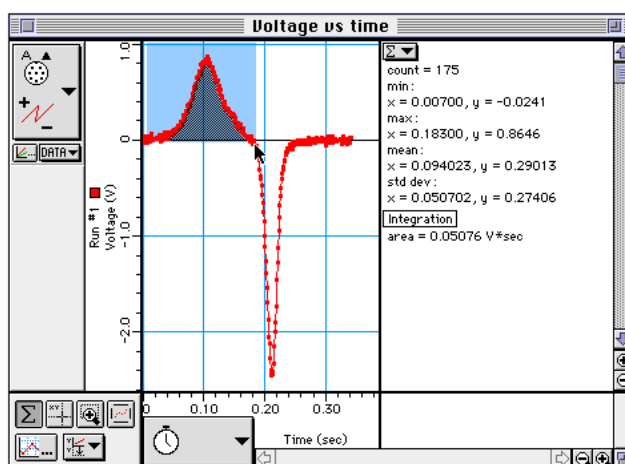 Voltage vs time
A
DATA
Run #1
Voltage (V)
1.0
0
-1.0
-2.0
Σ
count = 175
min :
x = 0.00700, y = -0.0241
max :
x = 0.18300, y = 0.8646
mean :
x = 0.094023, y = 0.29013
std dev :
x = 0.050702, y = 0.27406
Integration
area = 0.05076 V*sec
0 0.10 0.20 0.30
Time (sec)
Σ
XY